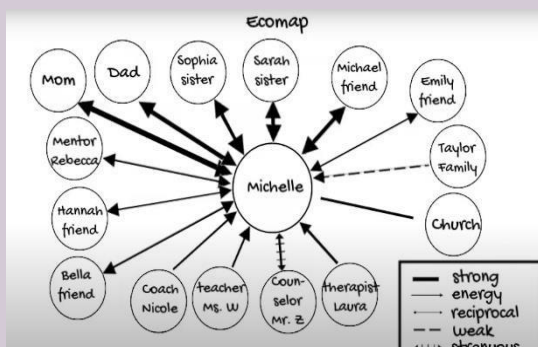 Ecomap
Mom
Dad
Sophia
sister
Sarah
sister
Michael
friend
Emily
friend
Mentor
Rebecca
Taylor
Family
Michelle
Hannah
friend
Church
Bella
friend
Coach
Nicole
teacher
Ms. W
Coun-
selor
Mr. Z
therapist
Laura
strong
energy
reciprocal
weak
strenuous